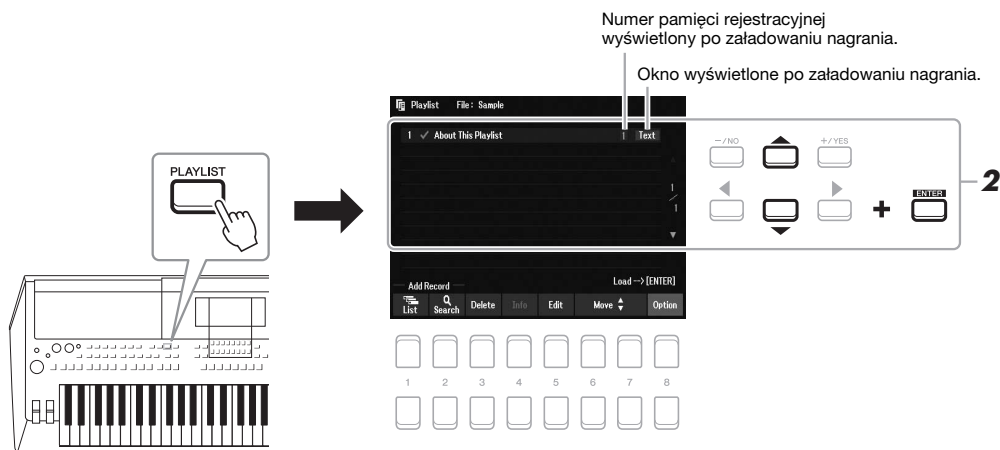 Numer pamięci rejestracyjnej
wyświetlony po załadowaniu nagrania.
Okno wyświetlone po załadowaniu nagrania.
Playlist File: Sample
1 ✓ About This Playlist 1 Text
1
/
1
-/NO
+/YES
ENTER
+
2
PLAYLIST
Add Record
Load-->[ENTER]
List Search Delete Info Edit Move Option
1 2 3 4 5 6 7 8